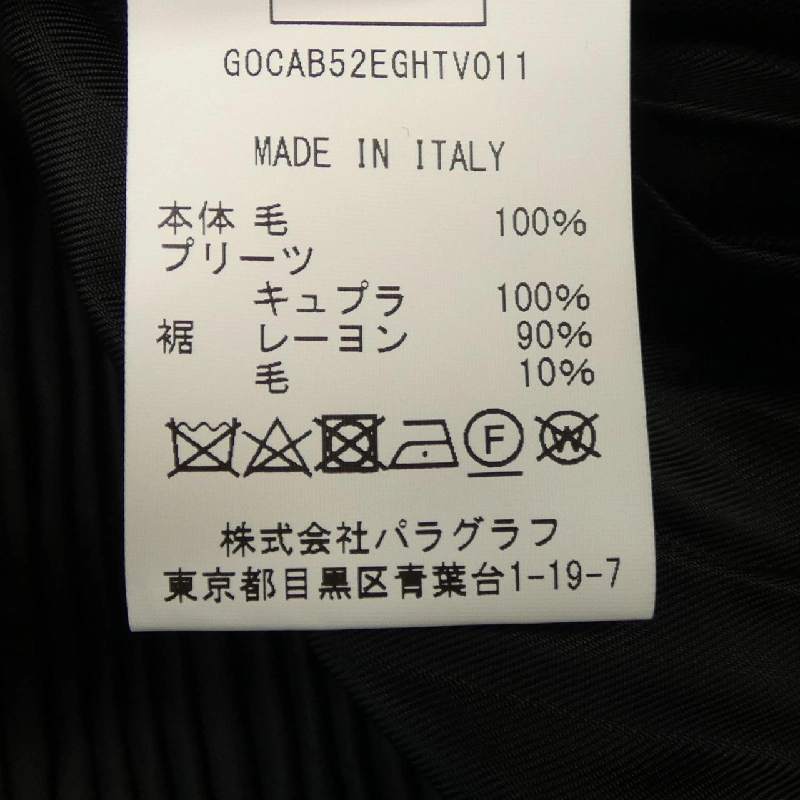 GOCAB52EGHTV011
MADE IN ITALY
本体 毛 100%
プリーツ
キュプラ 100%
裾 レーヨン 90%
毛 10%
F
W
株式会社パラグラフ
東京都目黒区青葉台1-19-7